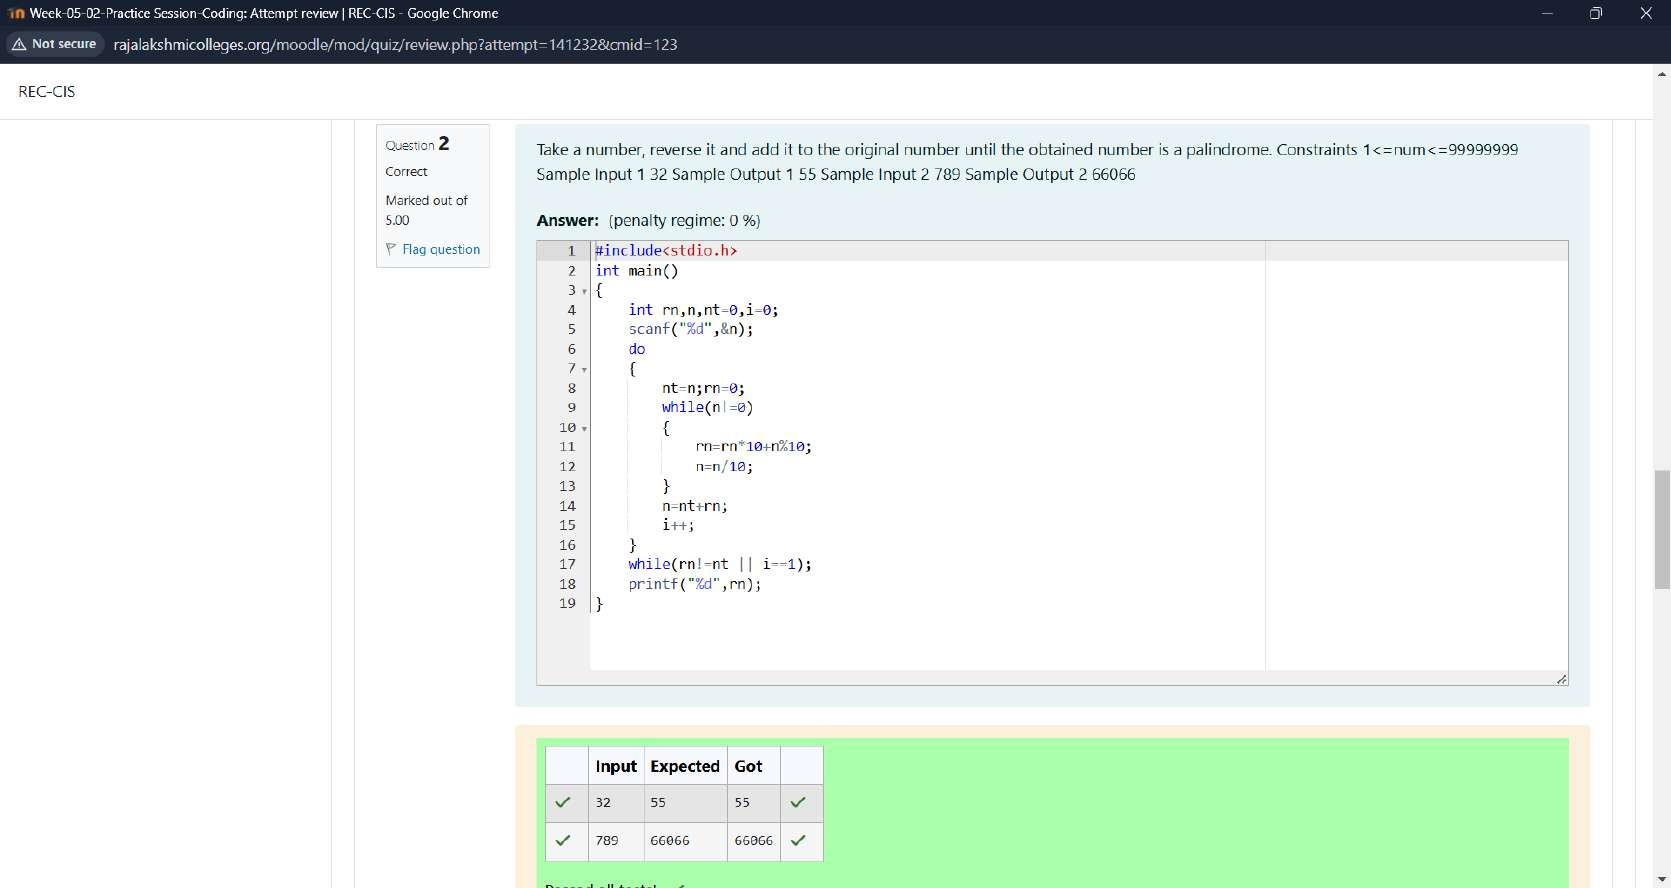 Week-05-02-Practice Session-Coding: Attempt review | REC-CIS - Google Chrome
Not secure rajalakshmicolleges.org/moodle/mod/quiz/review.php?attempt=141232&cmid=123
REC-CIS
Question 2
Correct
Marked out of
5.00
Flag question
Take a number, reverse it and add it to the original number until the obtained number is a palindrome. Constraints 1<=num<=99999999
Sample Input 1 32 Sample Output 1 55 Sample Input 2 789 Sample Output 2 66066
Answer: (penalty regime: 0 %)
1 #include<stdio.h>
2 int main()
3 {
4 int rn,n,nt=0,i=0;
5 scanf("%d",&n);
6 do
7 {
8 nt=n;rn=0;
9 while(n!=0)
10 {
11 rn=rn*10+n%10;
12 n=n/10;
13 }
14 n=nt+rn;
15 i++;
16 }
17 while(rn!=nt || i==1);
18 printf("%d",rn);
19 }
Input Expected Got
32 55 55
789 66066 66066